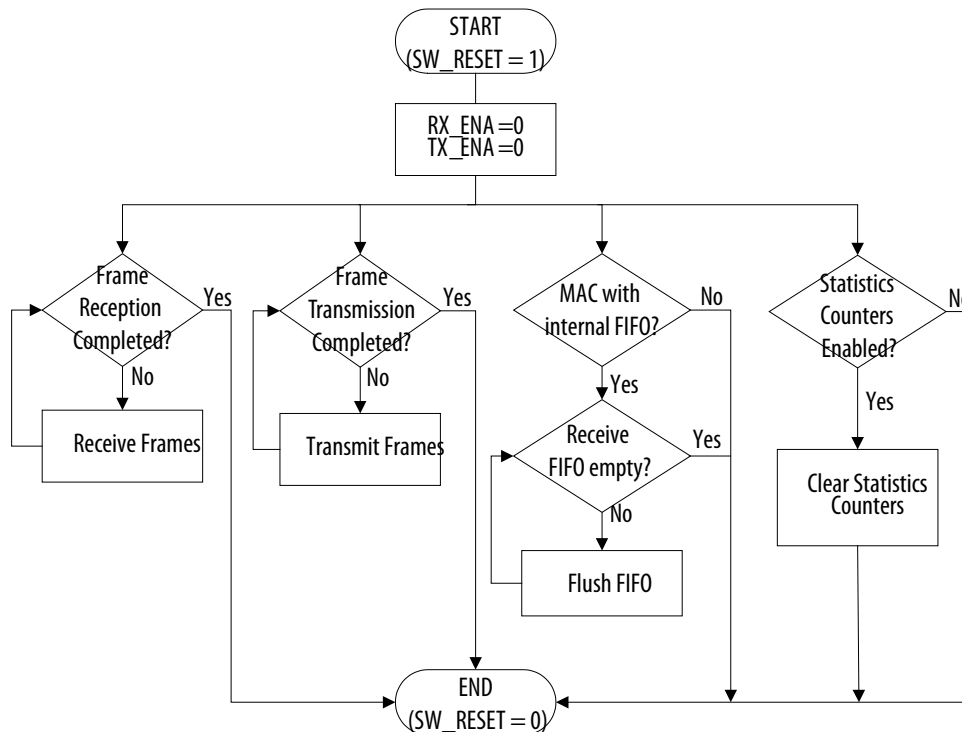 START
(SW_RESET = 1)
RX_ENA =0
TX_ENA =0
Frame
Reception
Completed?
Yes
No
Receive Frames
Frame
Transmission
Completed?
Yes
No
Transmit Frames
MAC with
internal FIFO?
No
Yes
Receive
FIFO empty?
Yes
No
Flush FIFO
Statistics
Counters
Enabled?
No
Yes
Clear Statistics
Counters
END
(SW_RESET = 0)